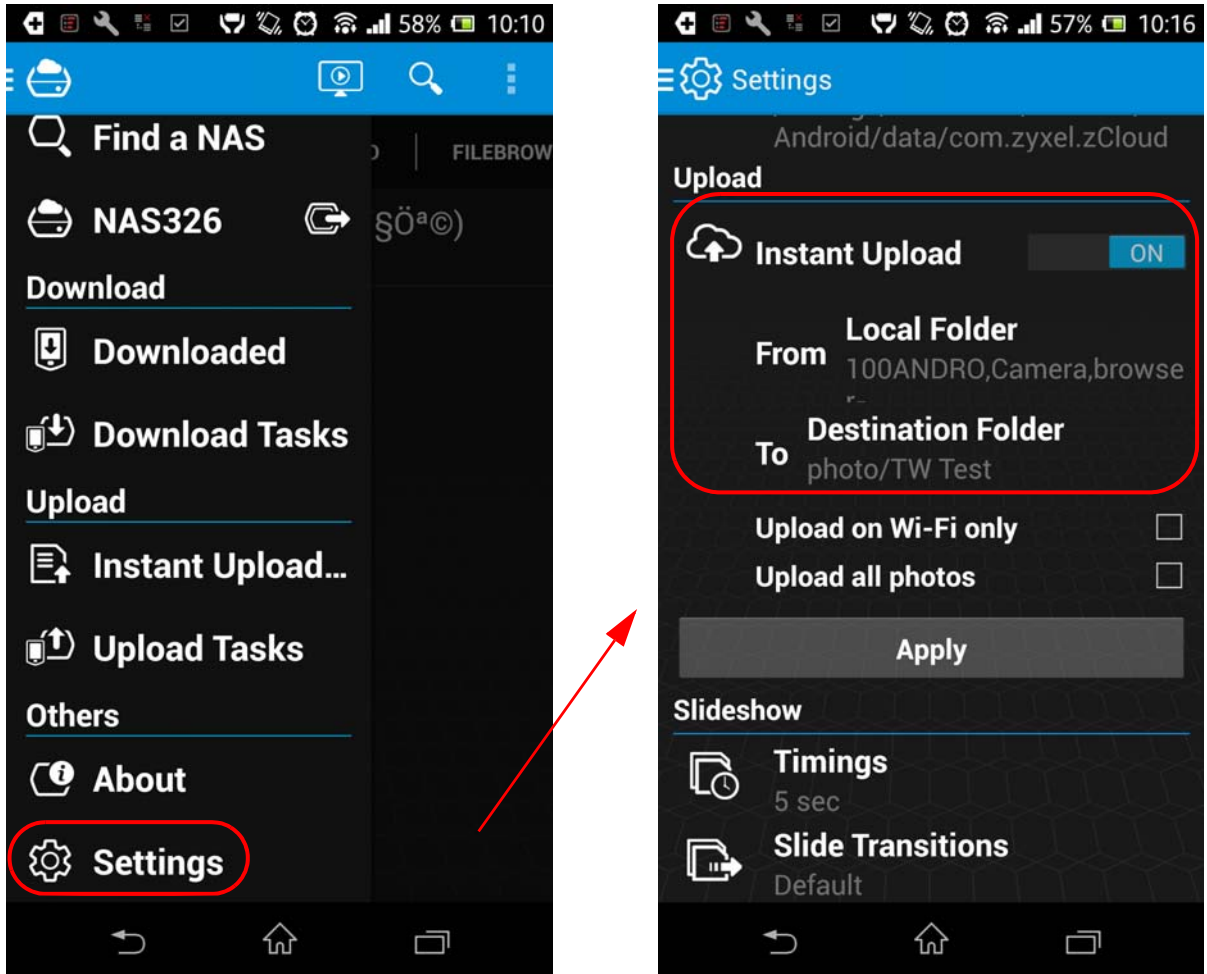 58% 10:10
Find a NAS
FILEBROW
NAS326
§Öª©)
Download
Downloaded
Download Tasks
Upload
Instant Upload...
Upload Tasks
Others
About
Settings
57% 10:16
Settings
Android/data/com.zyxel.zCloud
Upload
Instant Upload ON
From Local Folder
100ANDRO,Camera,browse
r-
To Destination Folder
photo/TW Test
Upload on Wi-Fi only
Upload all photos
Apply
Slideshow
Timings
5 sec
Slide Transitions
Default